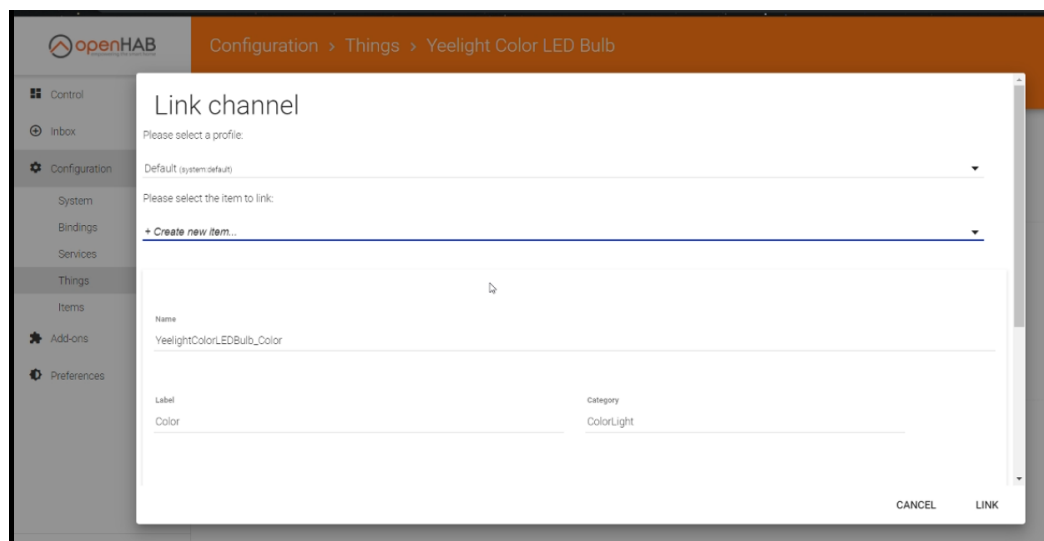 openHAB
Configuration > Things > Yeelight Color LED Bulb
Control
Inbox
Configuration
System
Bindings
Services
Things
Items
Add-ons
Preferences
Link channel
Please select a profile:
Default (system:default)
Please select the item to link:
+ Create new item...
Name
YeelightColorLEDBulb_Color
Label
Category
Color
ColorLight
CANCEL
LINK